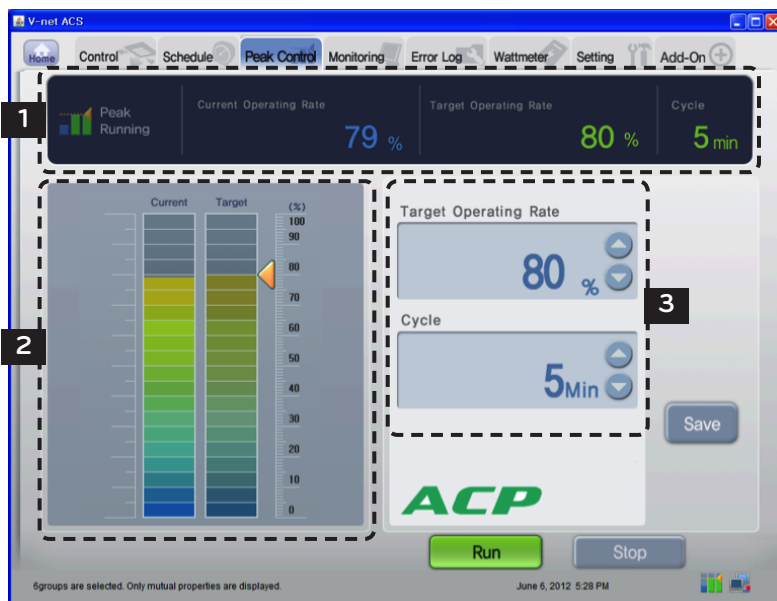 V-net ACS
Home Control Schedule Peak Control Monitoring Error Log Wattmeter Setting Add-On
1
Peak Running
Current Operating Rate
79 %
Target Operating Rate
80 %
Cycle
5 min
2
Current Target (%)
100
90
80
70
60
50
40
30
20
10
0
3
Target Operating Rate
80 %
Cycle
5 Min
Save
ACP
Run Stop
6groups are selected. Only mutual properties are displayed.
June 6, 2012 5:28 PM